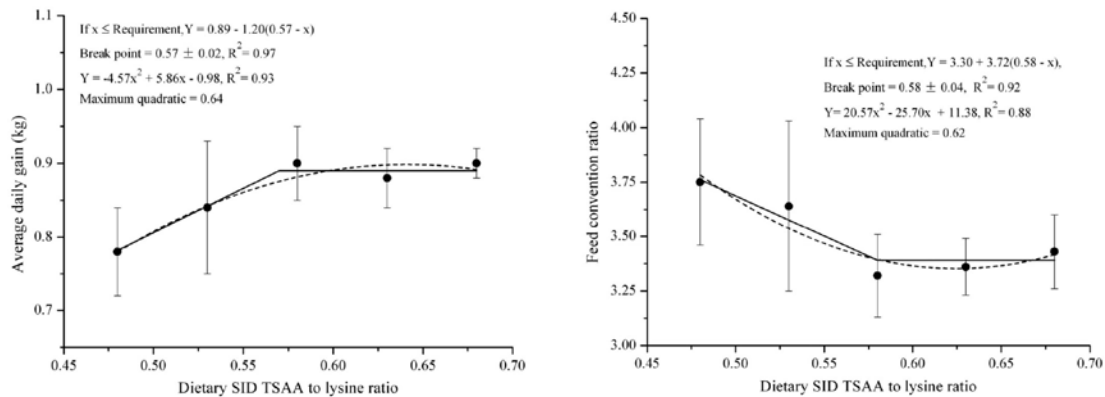 1.1
1.0
0.9
0.8
0.7
Average daily gain (kg)
If x ≤ Requirement,Y = 0.89 - 1.20(0.57 - x)
Break point = 0.57 ± 0.02, R² = 0.97
Y = -4.57x² + 5.86x - 0.98, R² = 0.93
Maximum quadratic = 0.64
0.45 0.50 0.55 0.60 0.65 0.70
Dietary SID TSAA to lysine ratio
4.50
4.25
4.00
3.75
3.50
3.25
3.00
Feed convention ratio
If x ≤ Requirement,Y = 3.30 + 3.72(0.58 - x),
Break point = 0.58 ± 0.04, R² = 0.92
Y= 20.57x² - 25.70x + 11.38, R² = 0.88
Maximum quadratic = 0.62
0.45 0.50 0.55 0.60 0.65 0.70
Dietary SID TSAA to lysine ratio